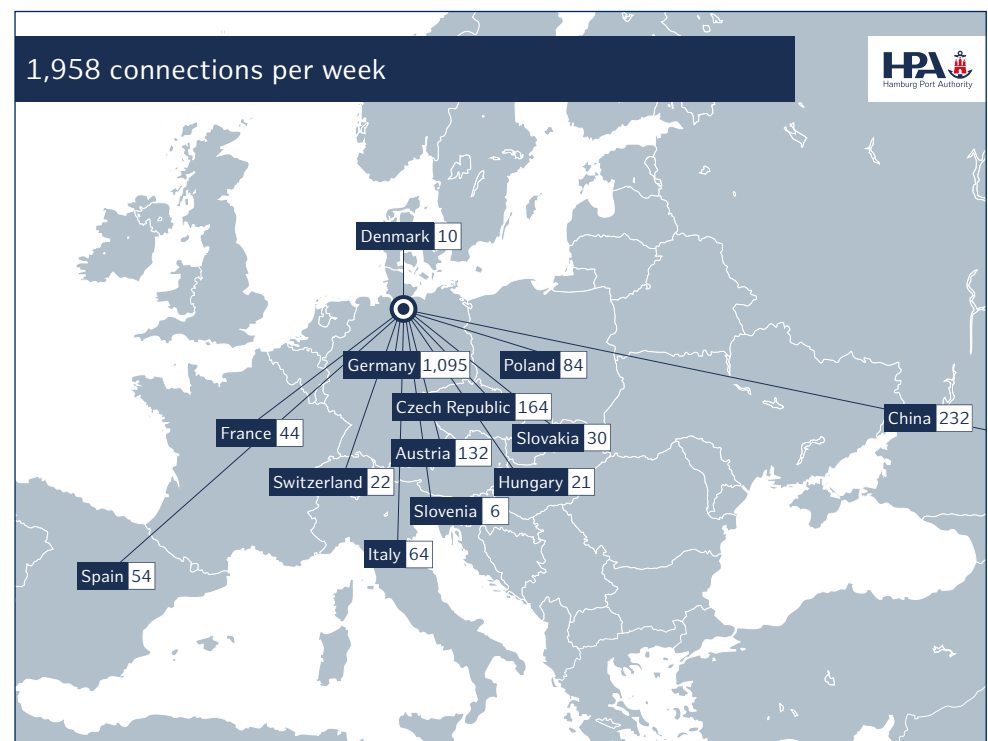 1,958 connections per week
HPA
Hamburg Port Authority
Denmark 10
Germany 1,095
Poland 84
Czech Republic 164
China 232
France 44
Slovakia 30
Austria 132
Switzerland 22
Hungary 21
Slovenia 6
Italy 64
Spain 54